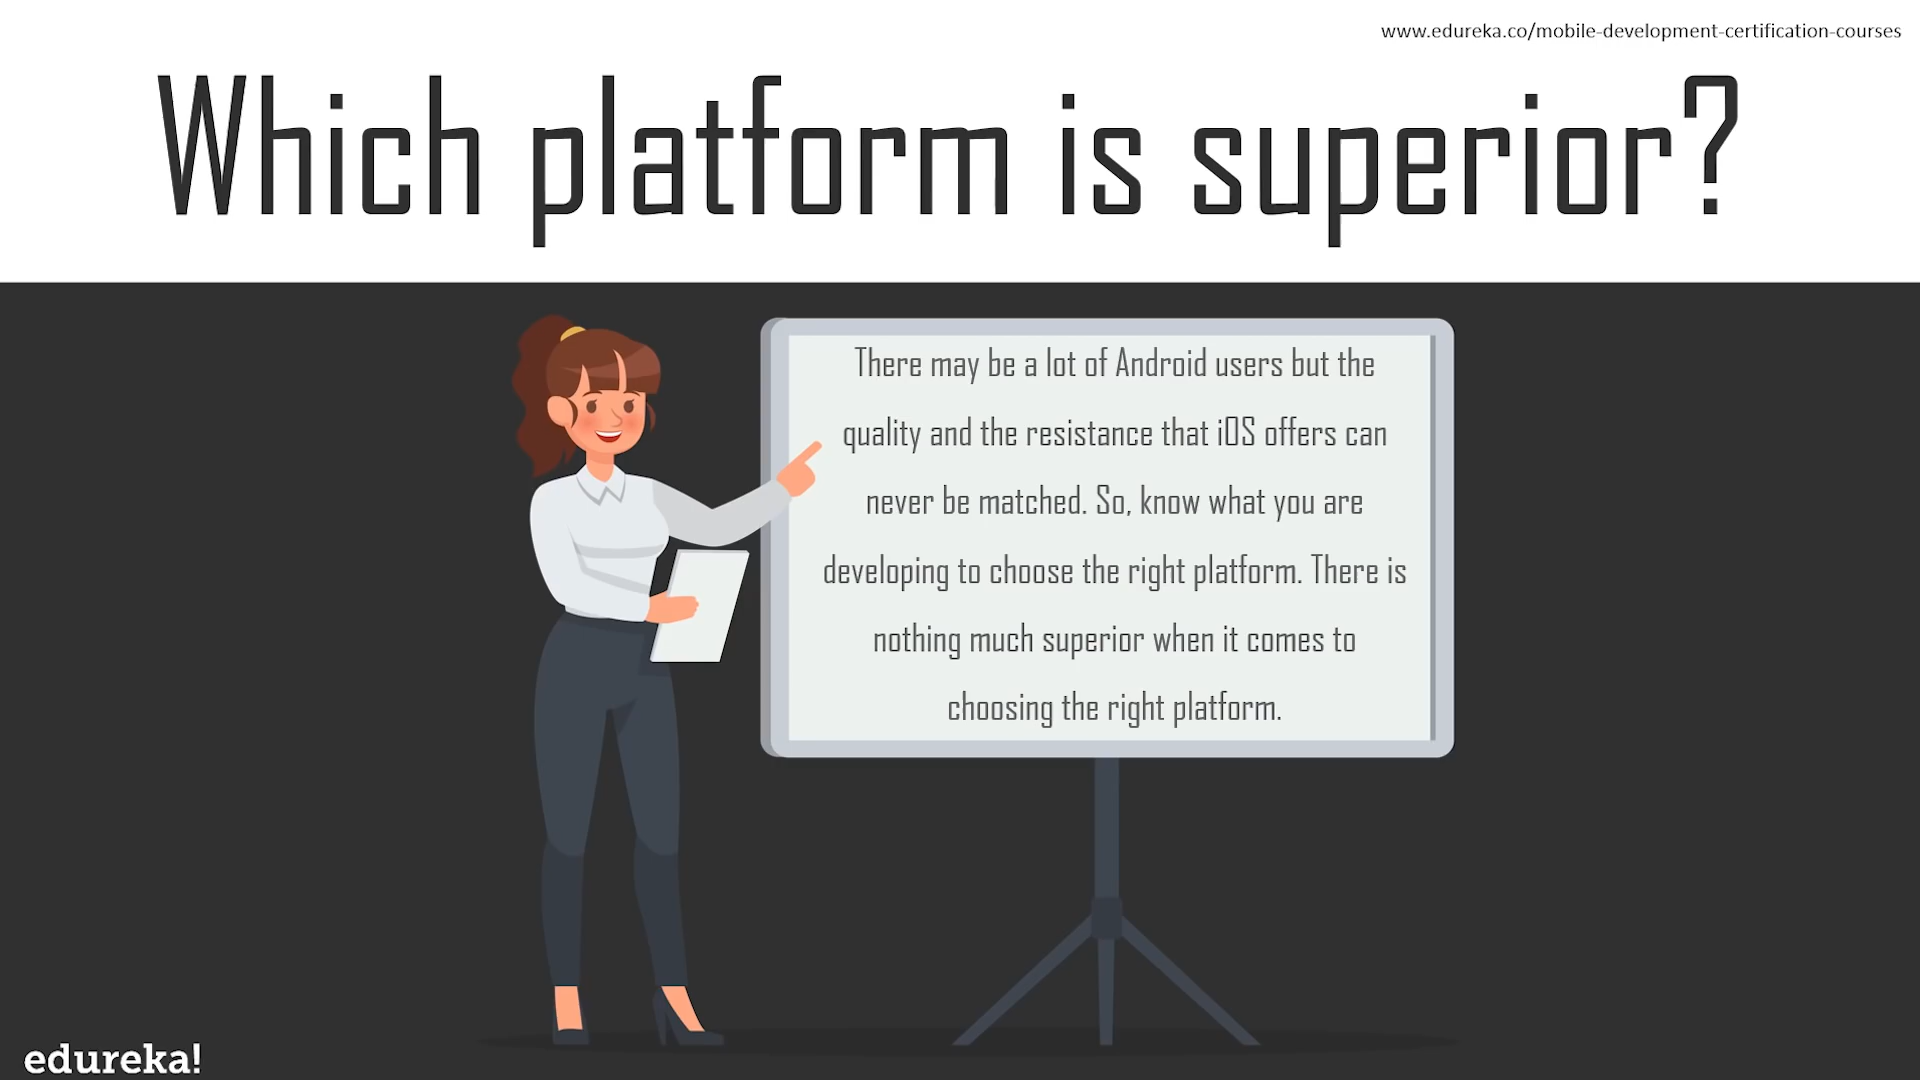 www.edureka.co/mobile-development-certification-courses
Which platform is superior?
There may be a lot of Android users but the
quality and the resistance that iOS offers can
never be matched. So, know what you are
developing to choose the right platform. There is
nothing much superior when it comes to
choosing the right platform.
edureka!